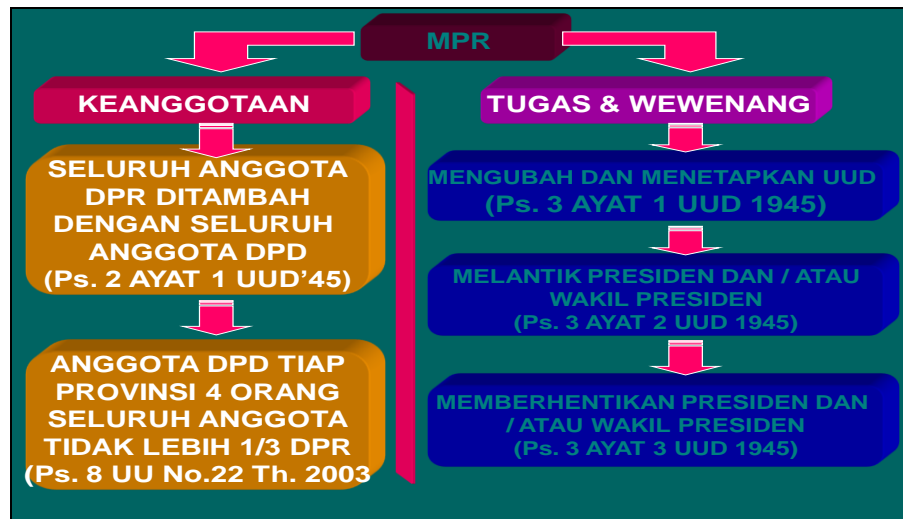 MPR
KEANGGOTAAN
SELURUH ANGGOTA
DPR DITAMBAH
DENGAN SELURUH
ANGGOTA DPD
(Ps. 2 AYAT 1 UUD’45)
ANGGOTA DPD TIAP
PROVINSI 4 ORANG
SELURUH ANGGOTA
TIDAK LEBIH 1/3 DPR
(Ps. 8 UU No.22 Th. 2003
TUGAS & WEWENANG
MENGUBAH DAN MENETAPKAN UUD
(Ps. 3 AYAT 1 UUD 1945)
MELANTIK PRESIDEN DAN / ATAU
WAKIL PRESIDEN
(Ps. 3 AYAT 2 UUD 1945)
MEMBERHENTIKAN PRESIDEN DAN
/ ATAU WAKIL PRESIDEN
(Ps. 3 AYAT 3 UUD 1945)